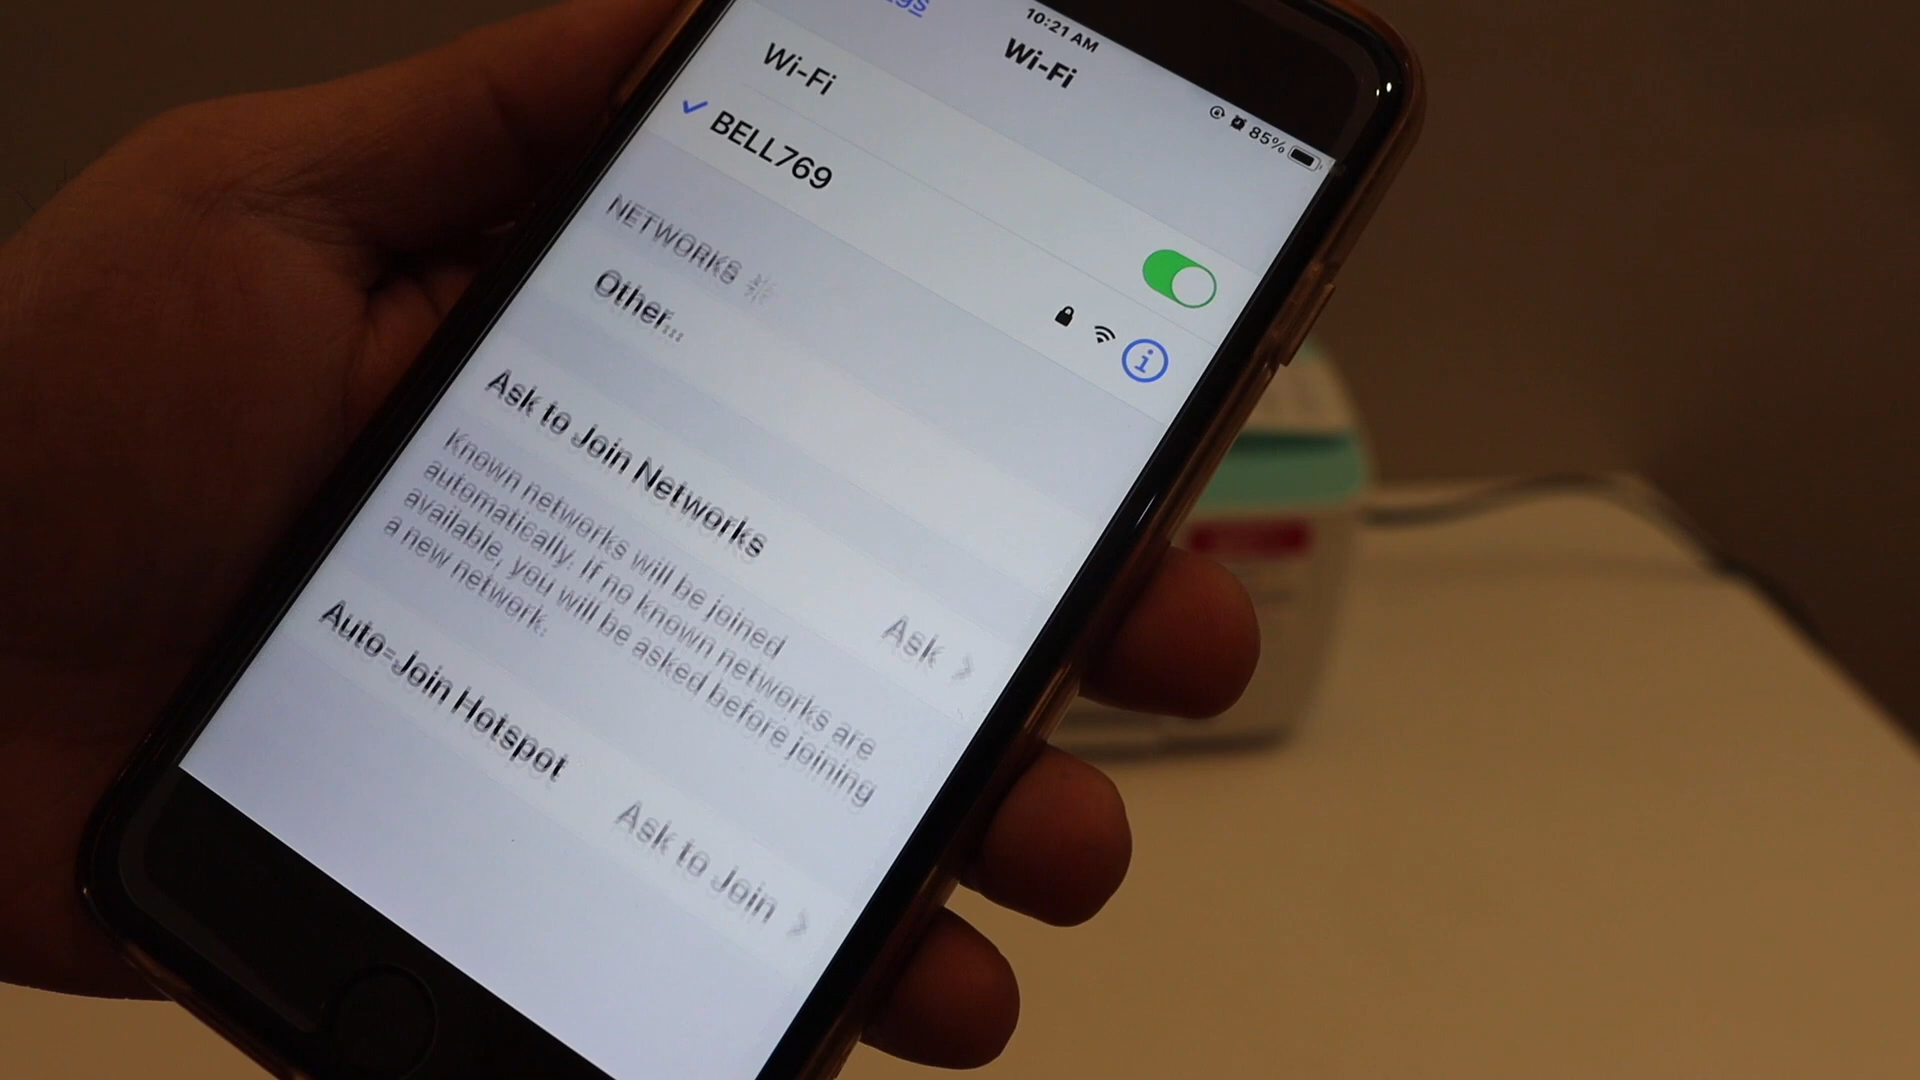 10:21 AM
85%
Wi-Fi
Wi-Fi
BELL769
NETWORKS
Other...
Ask to Join Networks
Ask
Known networks will be joined
automatically. If no known networks are
available, you will be asked before joining
a new network.
Auto-Join Hotspot
Ask to Join